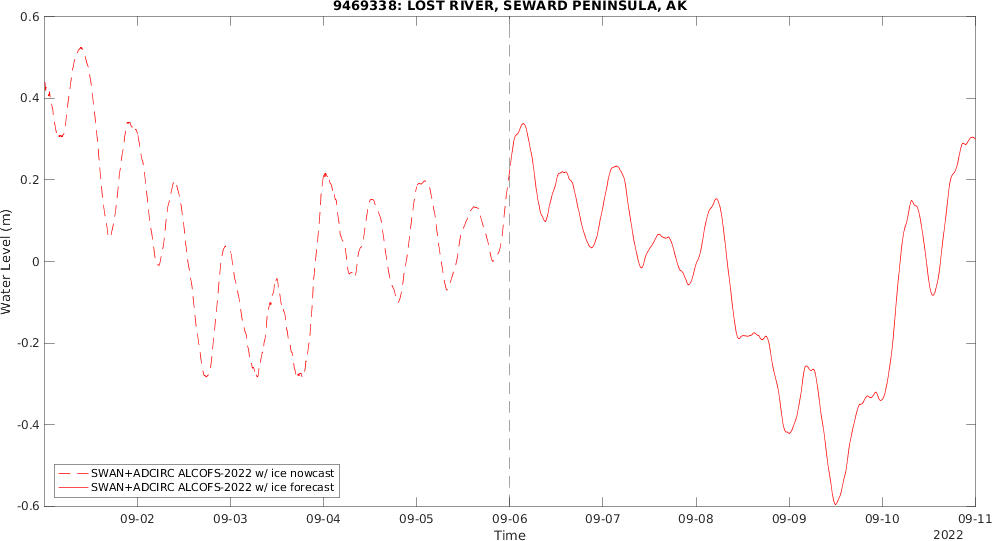 9469338: LOST RIVER, SEWARD PENINSULA, AK
0.6
0.4
0.2
0
-0.2
-0.4
-0.6
Water Level (m)
SWAN+ADCIRC ALCOFS-2022 w/ ice nowcast
SWAN+ADCIRC ALCOFS-2022 w/ ice forecast
09-02 09-03 09-04 09-05 09-06 09-07 09-08 09-09 09-10 09-11
Time
2022